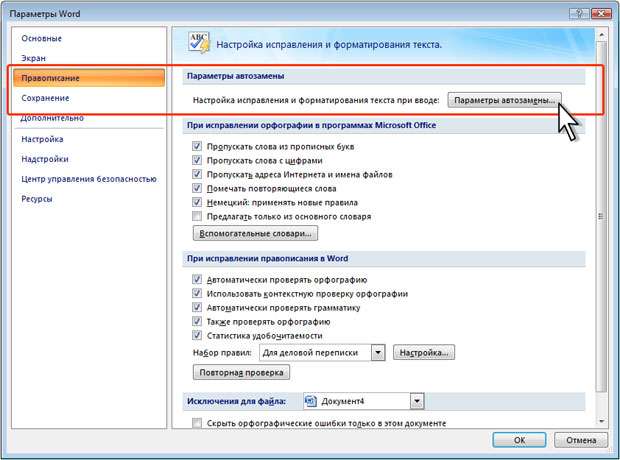 Параметры Word
Основные
Экран
Правописание
Сохранение
Дополнительно
Настройка
Надстройки
Центр управления безопасностью
Ресурсы
ABC
Настройка исправления и форматирования текста.
Параметры автозамены
Настройка исправления и форматирования текста при вводе: Параметры автозамены...
При исправлении орфографии в программах Microsoft Office
Пропускать слова из прописных букв
Пропускать слова с цифрами
Пропускать адреса Интернета и имена файлов
Помечать повторяющиеся слова
Немецкий: применять новые правила
Предлагать только из основного словаря
Вспомогательные словари...
При исправлении правописания в Word
Автоматически проверять орфографию
Использовать контекстную проверку орфографии
Автоматически проверять грамматику
Также проверять орфографию
Статистика удобочитаемости
Набор правил: Для деловой переписки Настройка...
Повторная проверка
Исключения для файла: Документ4
Скрыть орфографические ошибки только в этом документе
ОК Отмена